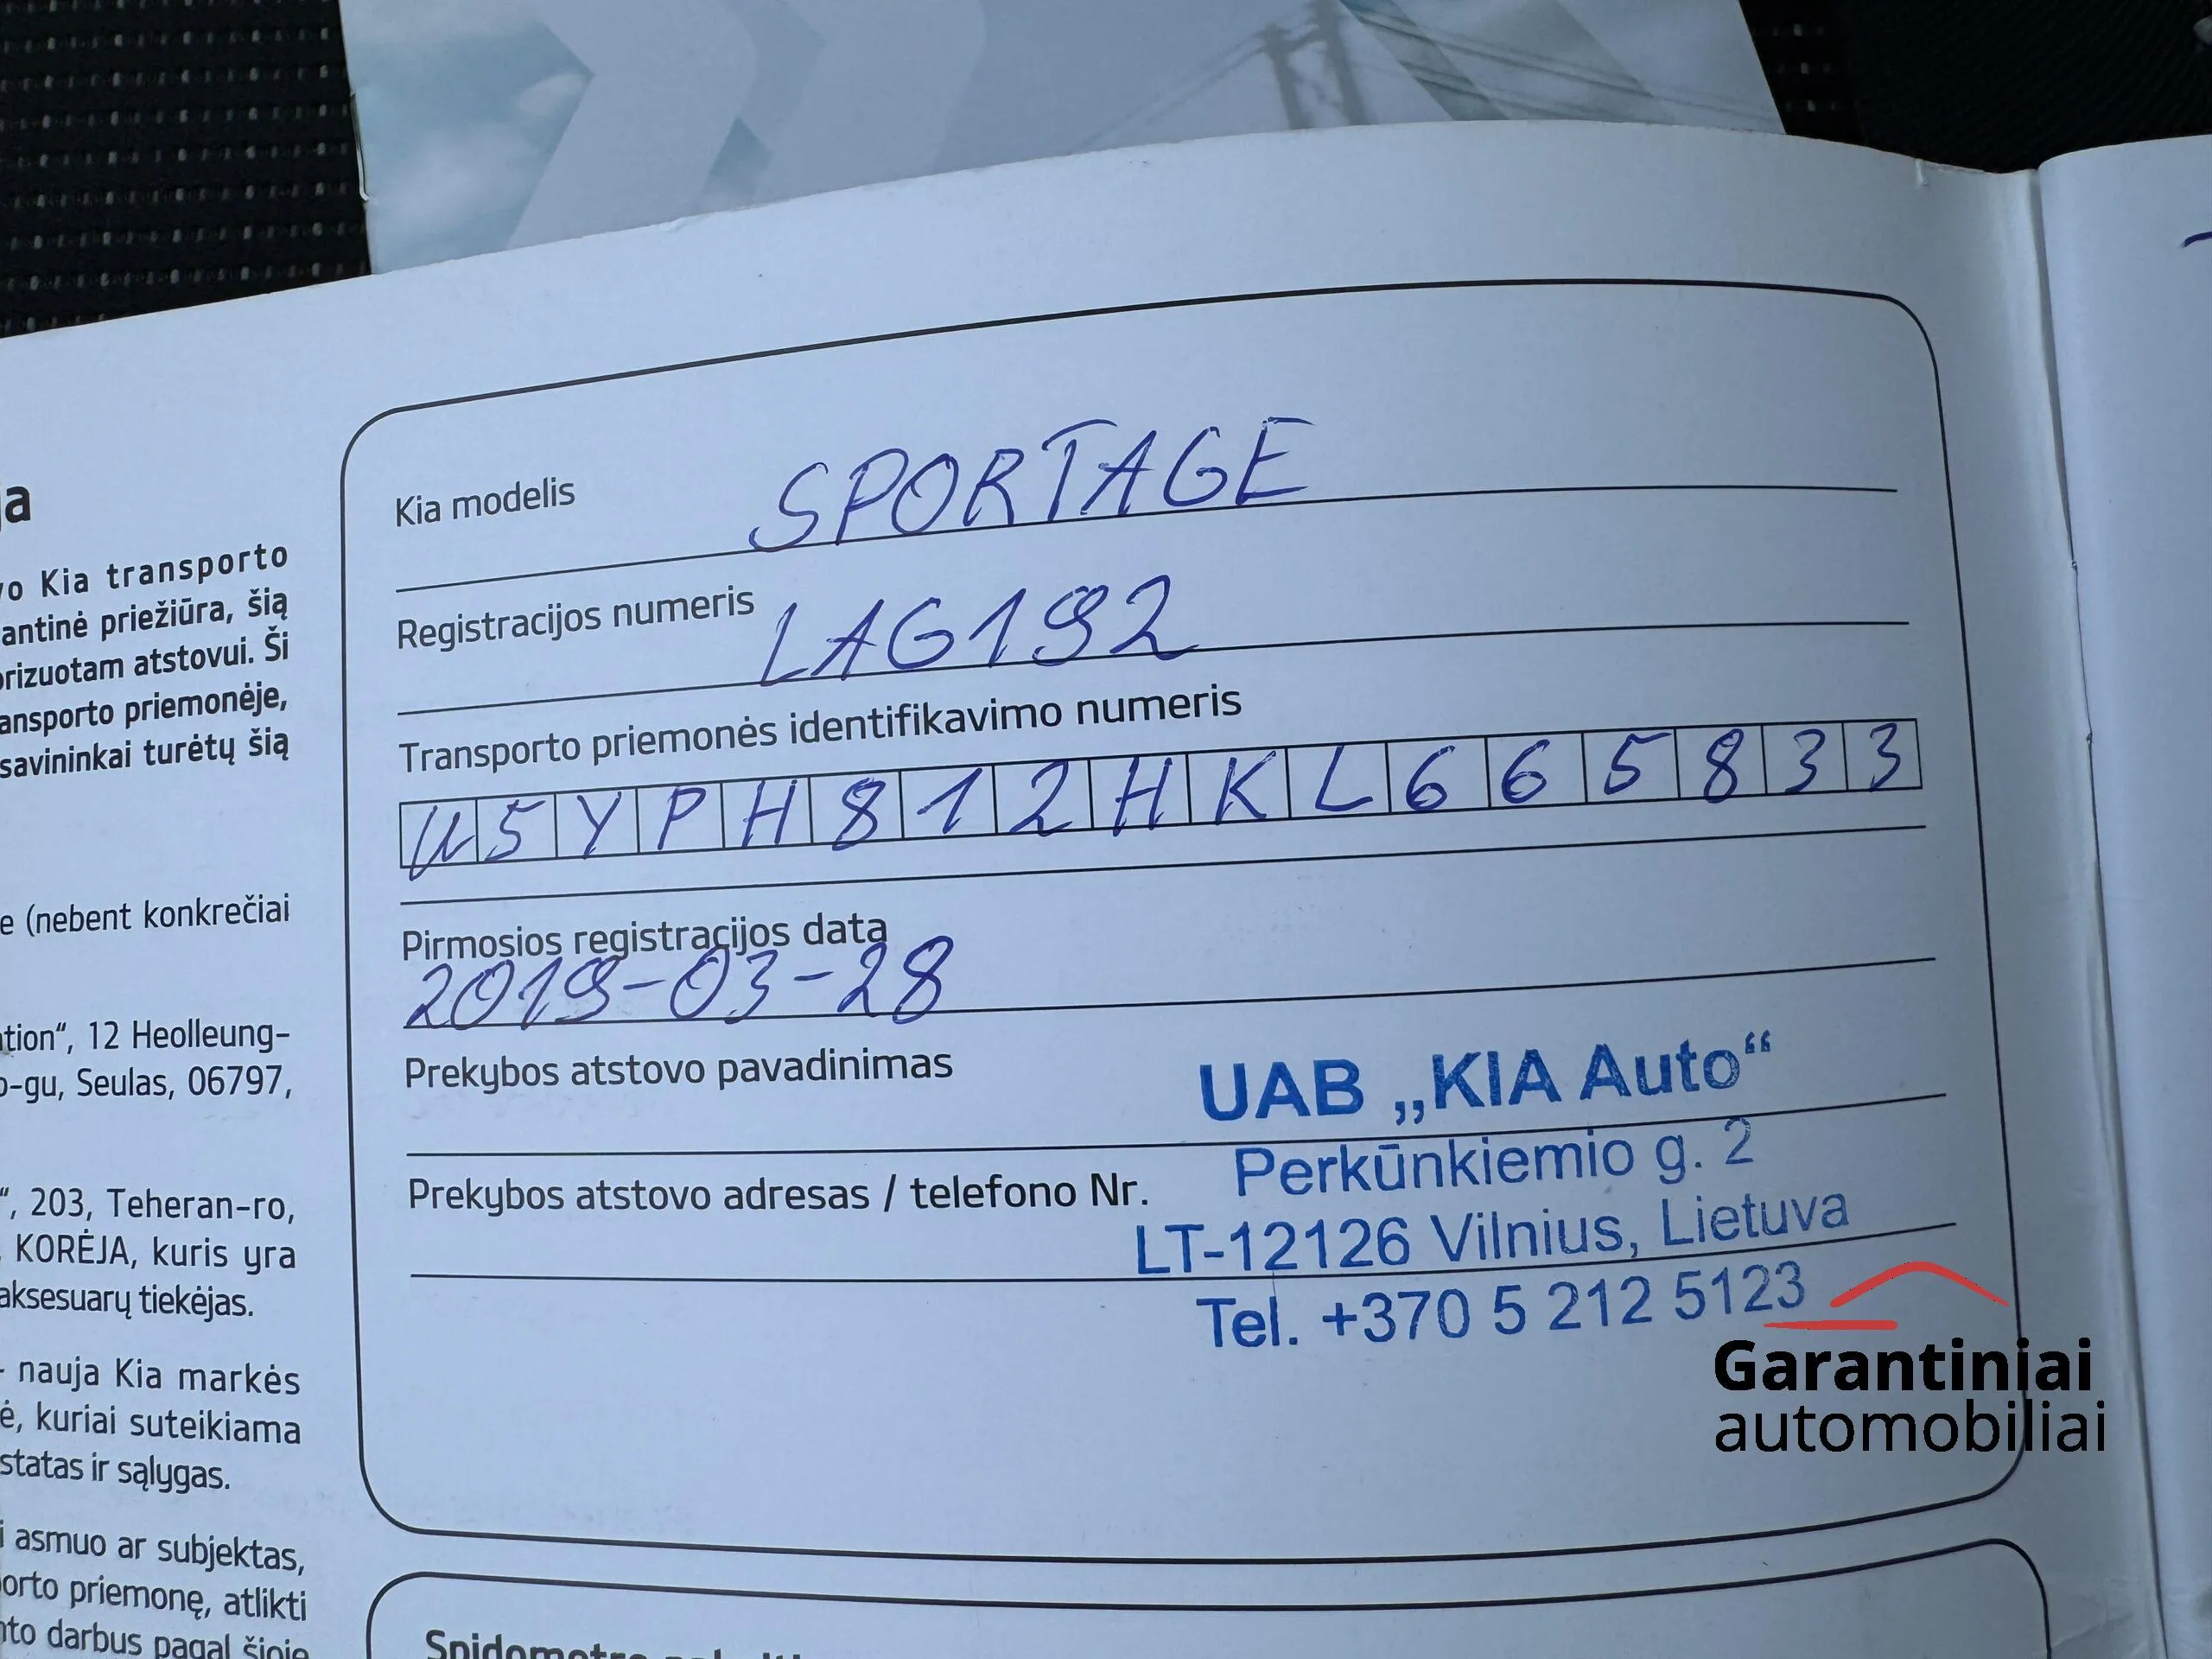 ja
vo Kia transporto
antinė priežiūra, šią
orizuotam atstovui. Ši
ansporto priemonėje,
savininkai turėtų šią
e (nebent konkrečiai
ation“, 12 Heolleung-
o-gu, Seulas, 06797,
“, 203, Teheran-ro,
KORĖJA, kuris yra
aksesuarų tiekėjas.
- nauja Kia markės
ė, kuriai suteikiama
statas ir sąlygas.
i asmuo ar subjektas,
orto priemonę, atlikti
nto darbus pagal šioje
Kia modelis SPORTAGE
Registracijos numeris LAG192
Transporto priemonės identifikavimo numeris
U5YPH812HKL665833
Pirmosios registracijos data
2019-03-28
Prekybos atstovo pavadinimas UAB „KIA Auto“
Perkūnkiemio g. 2
Prekybos atstovo adresas / telefono Nr.
LT-12126 Vilnius, Lietuva
Tel. +370 5 212 5123
Garantiniai
automobiliai